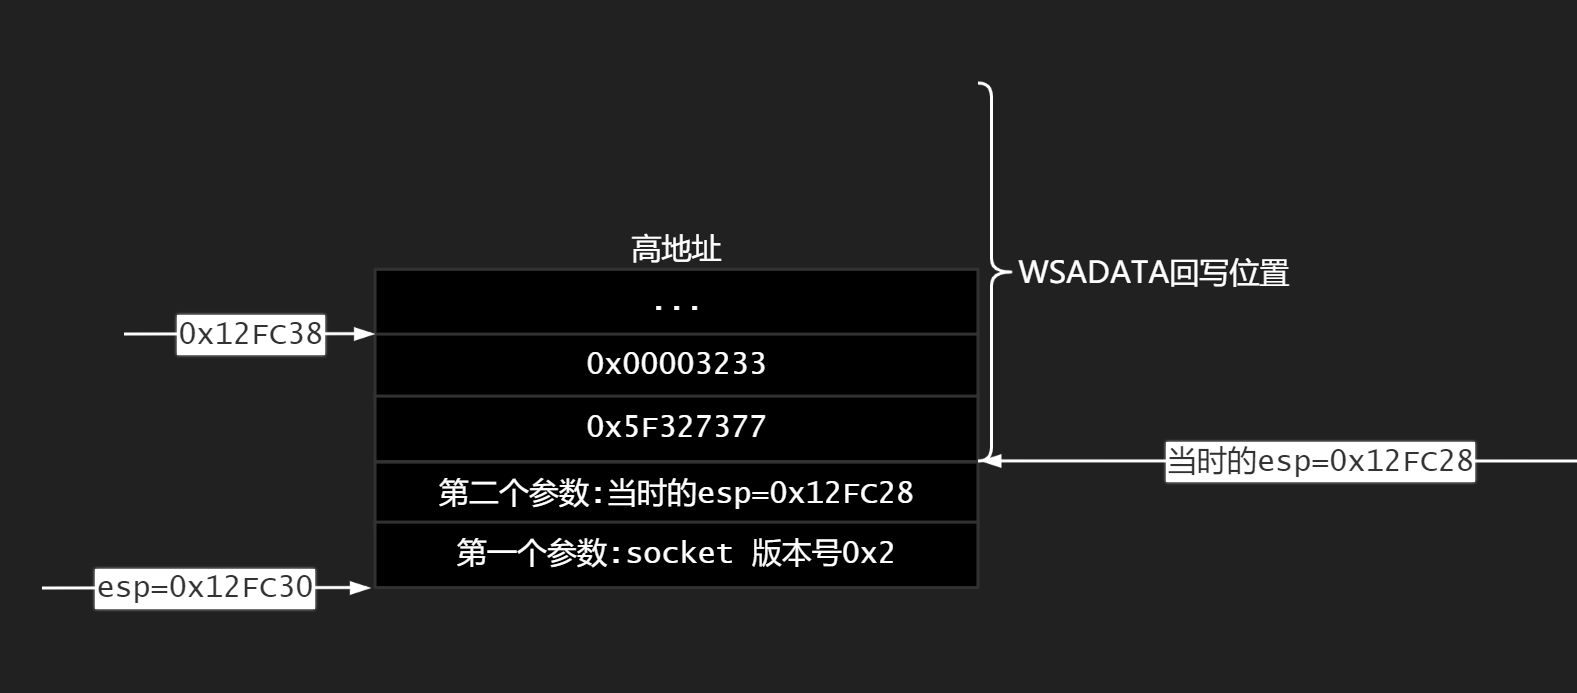 高地址
WSADATA回写位置
...
0x12FC38
0x00003233
0x5F327377
当时的esp=0x12FC28
第二个参数:当时的esp=0x12FC28
第一个参数:socket 版本号0x2
esp=0x12FC30